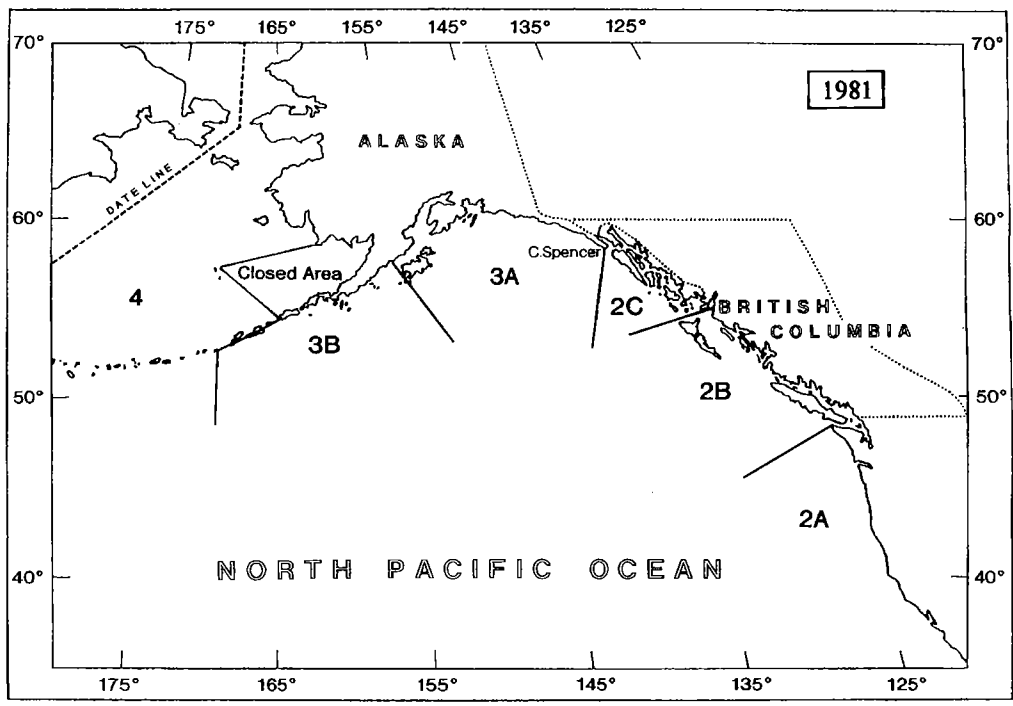 175° 165° 155° 145° 135° 125°
70° 70°
1981
ALASKA
DATE LINE
60° 60°
C.Spencer
Closed Area
3A
4
2C
BRITISH
COLUMBIA
3B
2B
50° 50°
2A
NORTH PACIFIC OCEAN
40° 40°
175° 165° 155° 145° 135° 125°